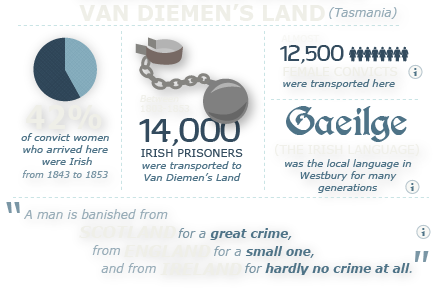 VAN DIEMEN'S LAND (Tasmania)
42%
of convict women
who arrived here
were Irish
from 1843 to 1853
14,000
IRISH PRISONERS
were transported to
Van Diemen's Land
12,500
FEMALE CONVICTS
were transported here
Gaeilge
(THE IRISH LANGUAGE)
was the local language in
Westbury for many
generations
"A man is banished from
SCOTLAND for a great crime,
from ENGLAND for a small one,
and from IRELAND for hardly no crime at all."